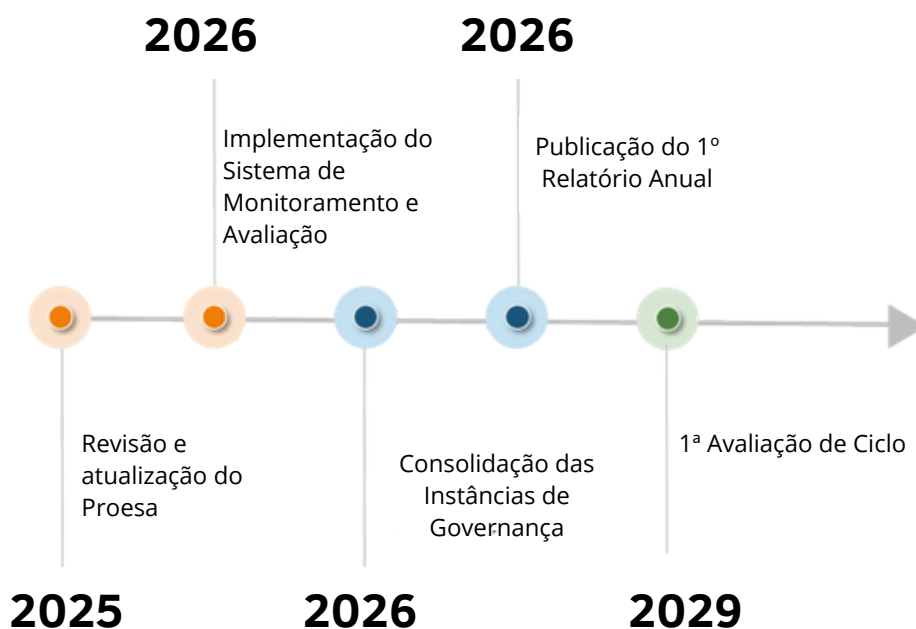 2026
2026
Implementação do
Sistema de
Monitoramento e
Avaliação
Publicação do 1º
Relatório Anual
Revisão e
atualização do
Proesa
Consolidação das
Instâncias de
Governança
1ª Avaliação de Ciclo
2025
2026
2029